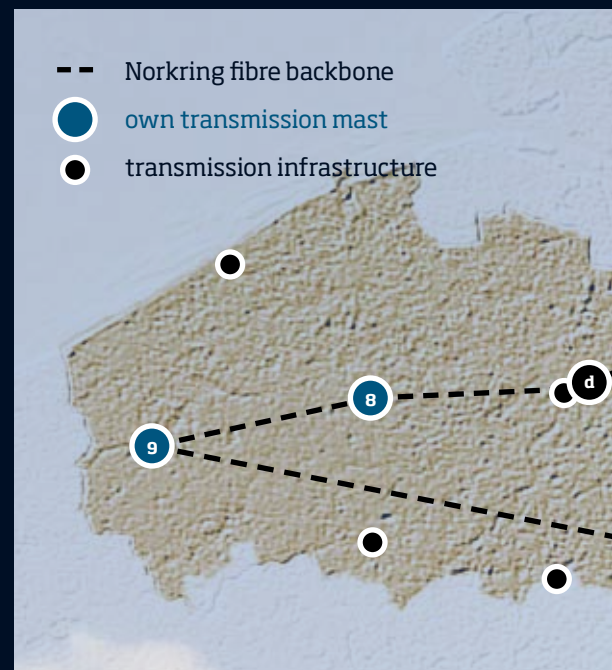 Norkring fibre backbone
own transmission mast
transmission infrastructure
d
8
9